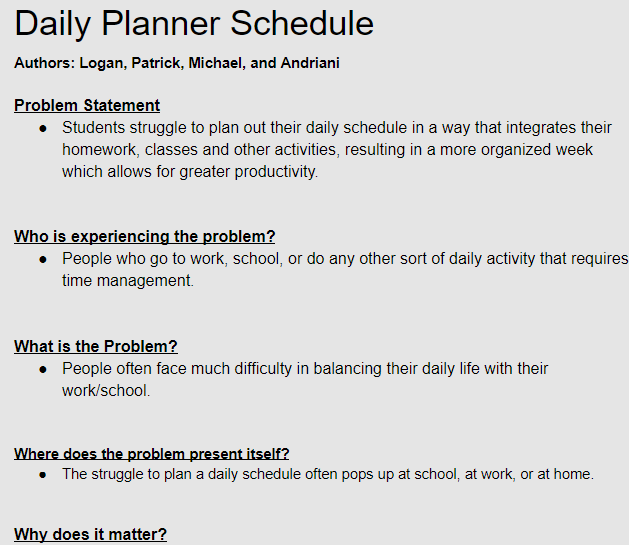 Daily Planner Schedule
Authors: Logan, Patrick, Michael, and Andriani
Problem Statement
● Students struggle to plan out their daily schedule in a way that integrates their
homework, classes and other activities, resulting in a more organized week
which allows for greater productivity.
Who is experiencing the problem?
● People who go to work, school, or do any other sort of daily activity that requires
time management.
What is the Problem?
● People often face much difficulty in balancing their daily life with their
work/school.
Where does the problem present itself?
● The struggle to plan a daily schedule often pops up at school, at work, or at home.
Why does it matter?